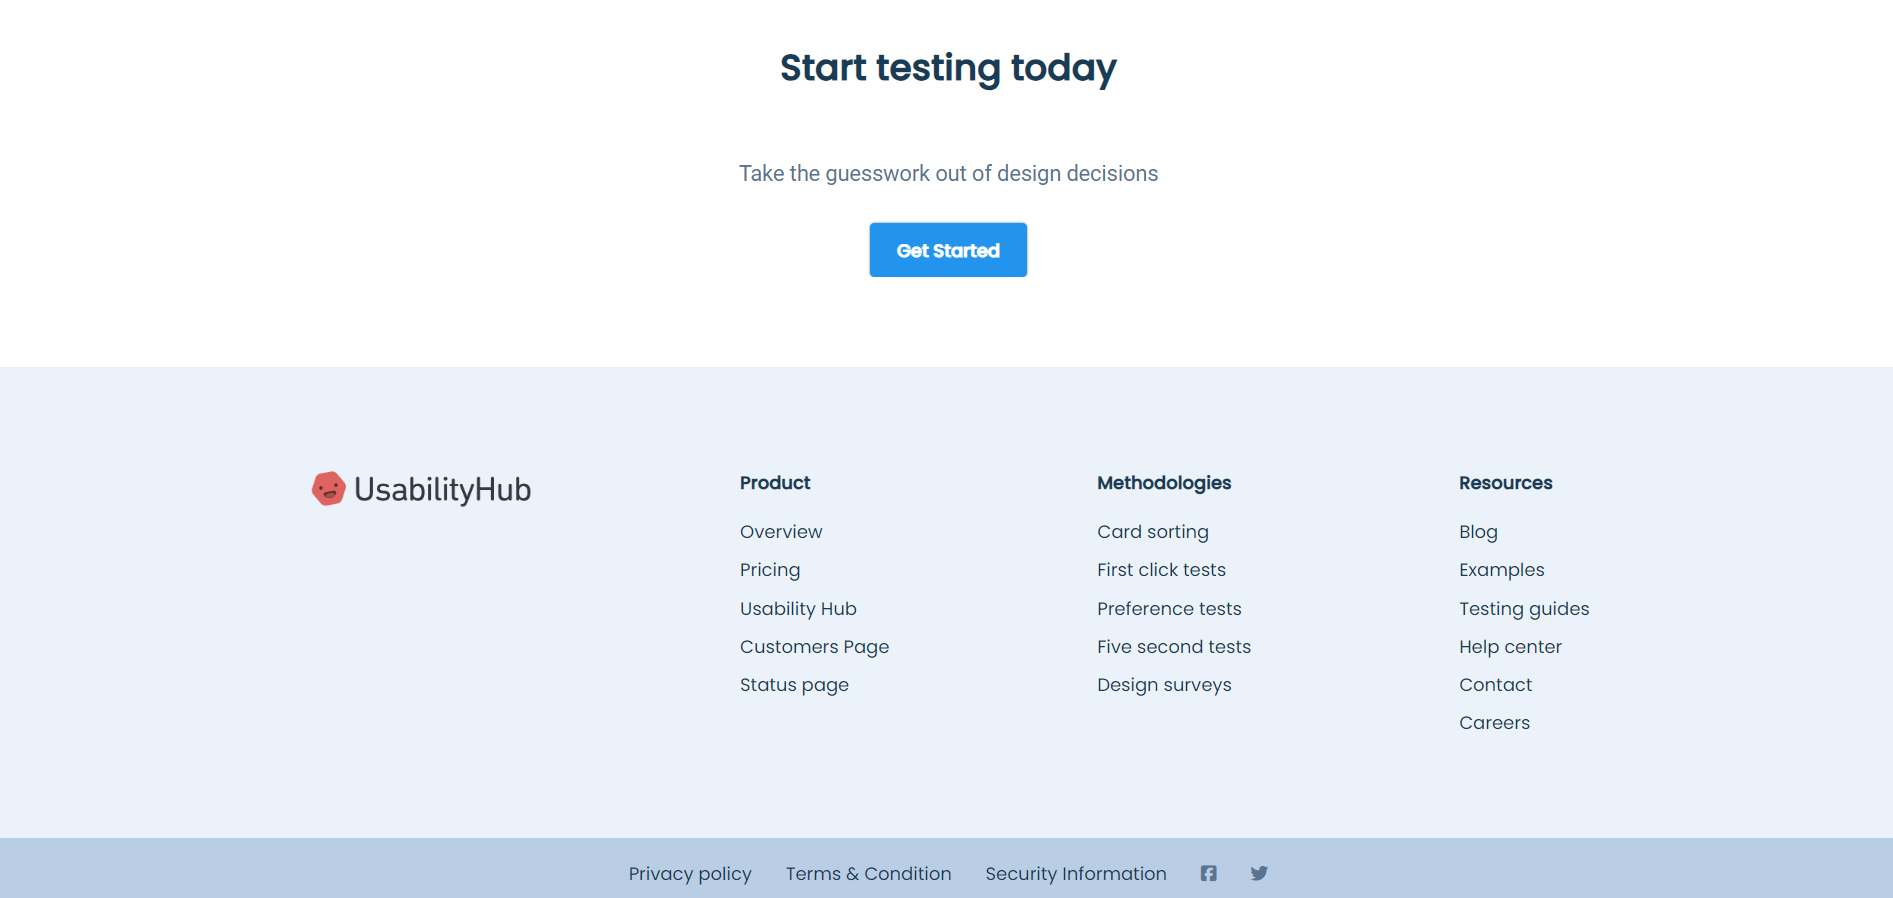 Start testing today
Take the guesswork out of design decisions
Get Started
UsabilityHub
Product
Overview
Pricing
Usability Hub
Customers Page
Status page
Methodologies
Card sorting
First click tests
Preference tests
Five second tests
Design surveys
Resources
Blog
Examples
Testing guides
Help center
Contact
Careers
Privacy policy Terms & Condition Security Information